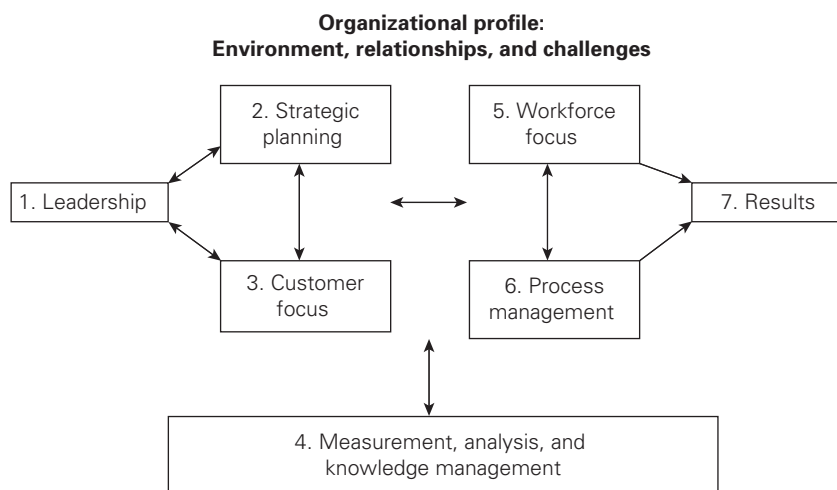 Organizational profile:
Environment, relationships, and challenges
2. Strategic
planning
5. Workforce
focus
1. Leadership
7. Results
3. Customer
focus
6. Process
management
4. Measurement, analysis, and
knowledge management